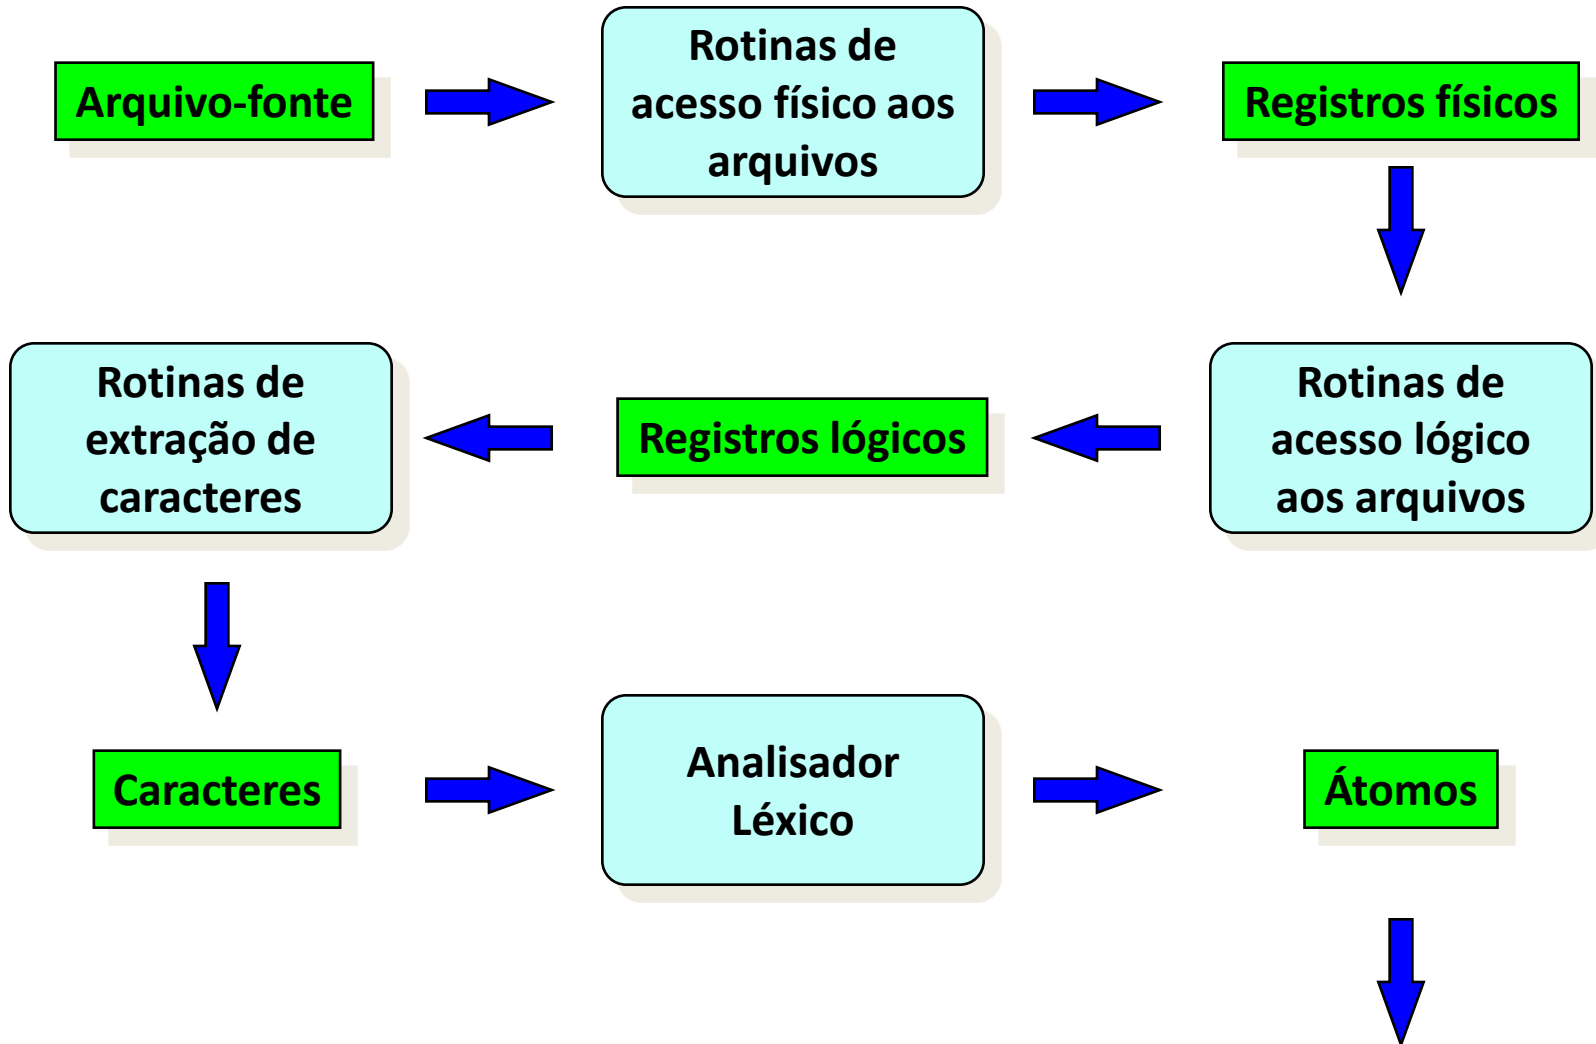 Arquivo-fonte
Rotinas de
acesso físico aos
arquivos
Registros físicos
Rotinas de
extração de
caracteres
Registros lógicos
Rotinas de
acesso lógico
aos arquivos
Caracteres
Analisador
Léxico
Átomos